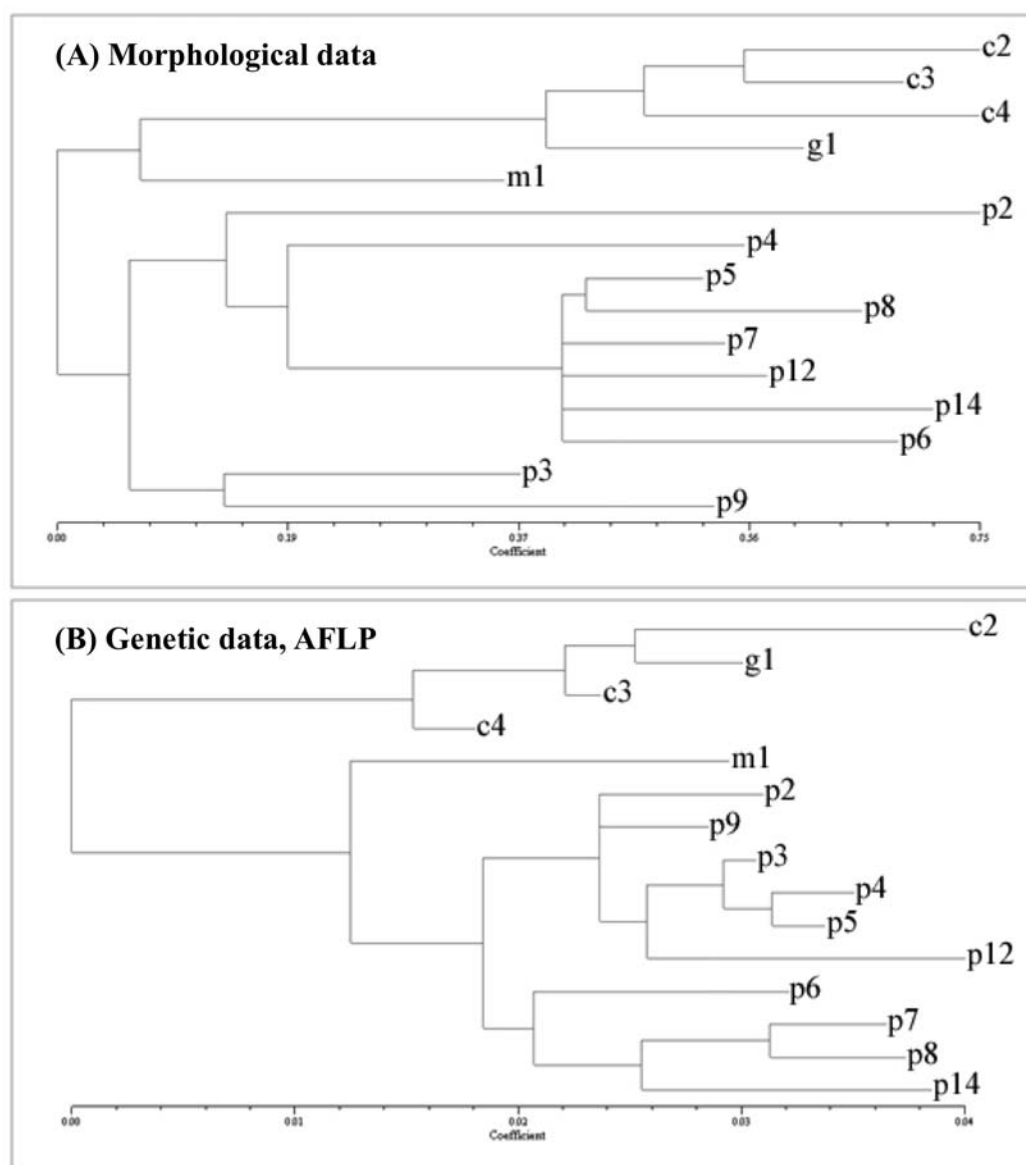 (A) Morphological data
c2
c3
c4
g1
m1
p2
p4
p5
p8
p7
p12
p14
p6
p3
p9
0.00 0.19 0.37 0.56 0.75
Coefficient
(B) Genetic data, AFLP
c2
g1
c3
c4
m1
p2
p9
p3
p4
p5
p12
p6
p7
p8
p14
0.00 0.01 0.02 0.03 0.04
Coefficient